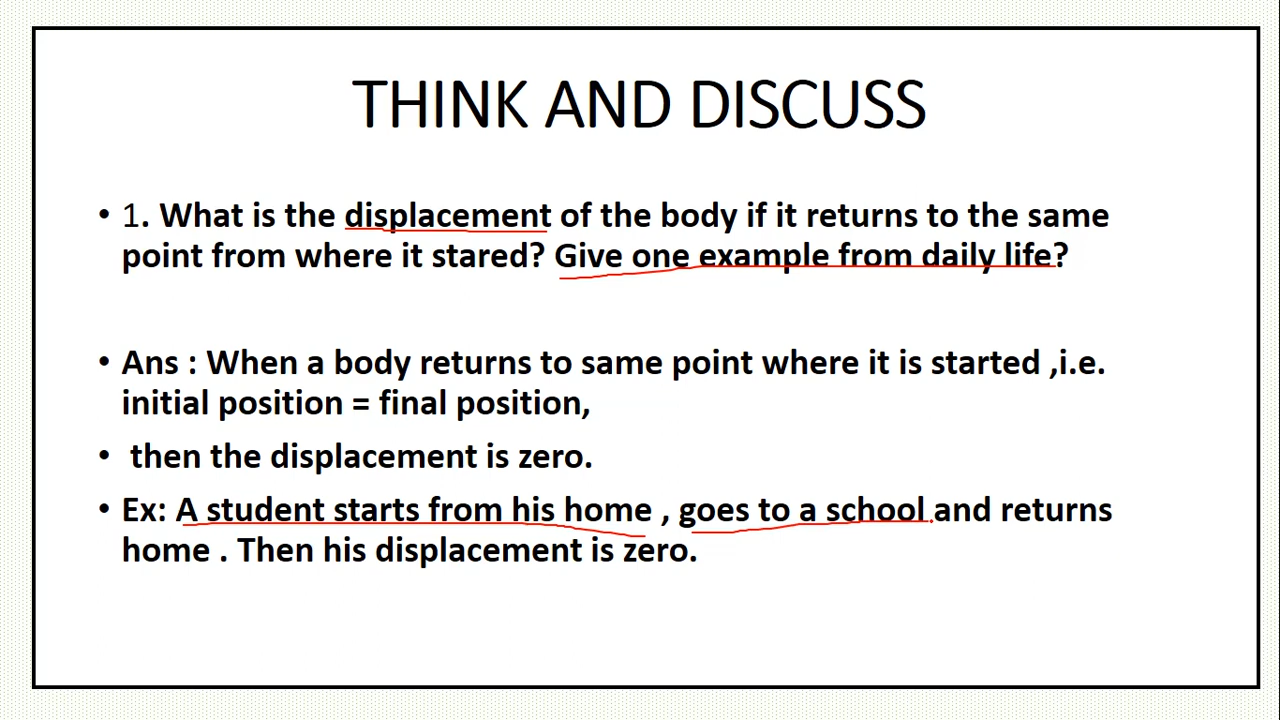 THINK AND DISCUSS
• 1. What is the displacement of the body if it returns to the same
point from where it stared? Give one example from daily life?
• Ans : When a body returns to same point where it is started ,i.e.
initial position = final position,
• then the displacement is zero.
• Ex: A student starts from his home , goes to a school and returns
home . Then his displacement is zero.